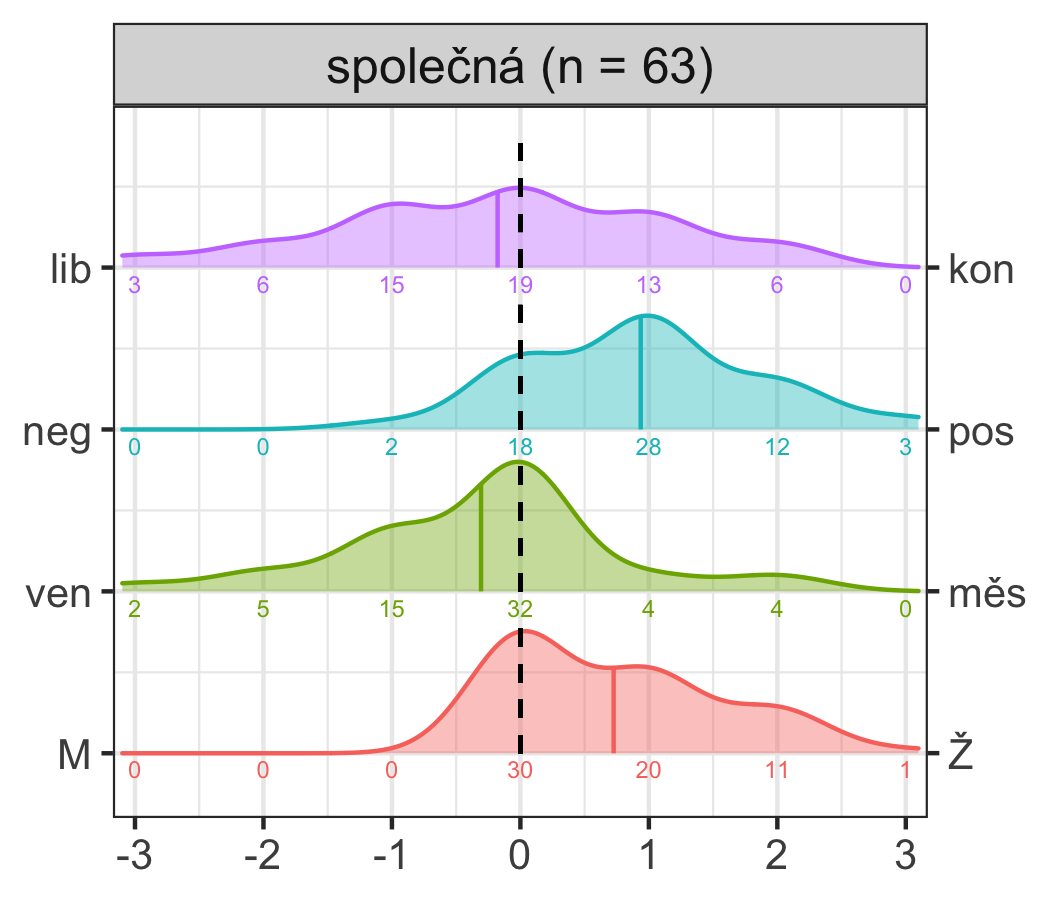 společná (n = 63)
lib kon
3 6 15 19 13 6 0
neg pos
0 0 2 18 28 12 3
ven měs
2 5 15 32 4 4 0
M Ž
0 0 0 30 20 11 1
-3 -2 -1 0 1 2 3